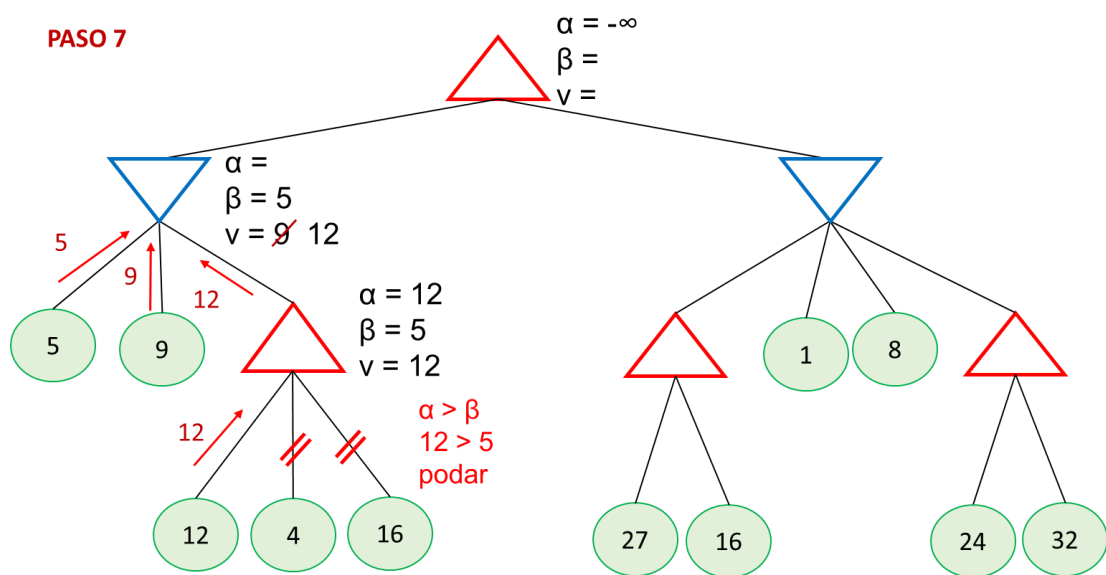 PASO 7
α = -∞
β =
v =
α =
β = 5
v = 9 12
5
9
12
5
9
α = 12
β = 5
v = 12
1
8
12
α > β
12 > 5
podar
12
4
16
27
16
24
32